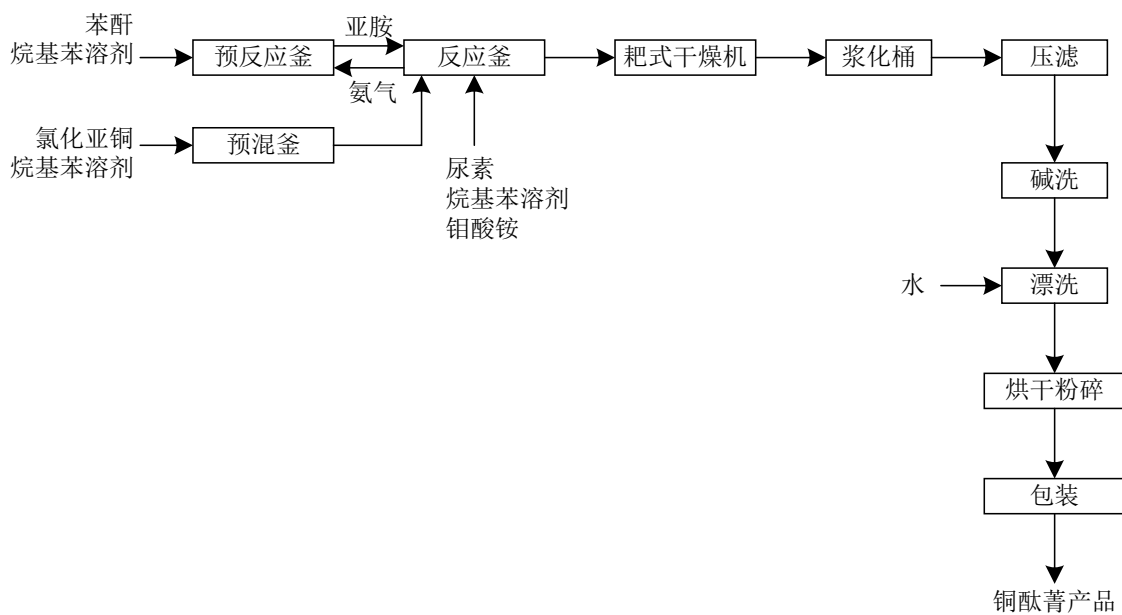 苯酐
烷基苯溶剂
预反应釜
亚胺
氨气
反应釜
耙式干燥机
浆化桶
压滤
氯化亚铜
烷基苯溶剂
预混釜
尿素
烷基苯溶剂
钼酸铵
碱洗
水
漂洗
烘干粉碎
包装
铜酞菁产品